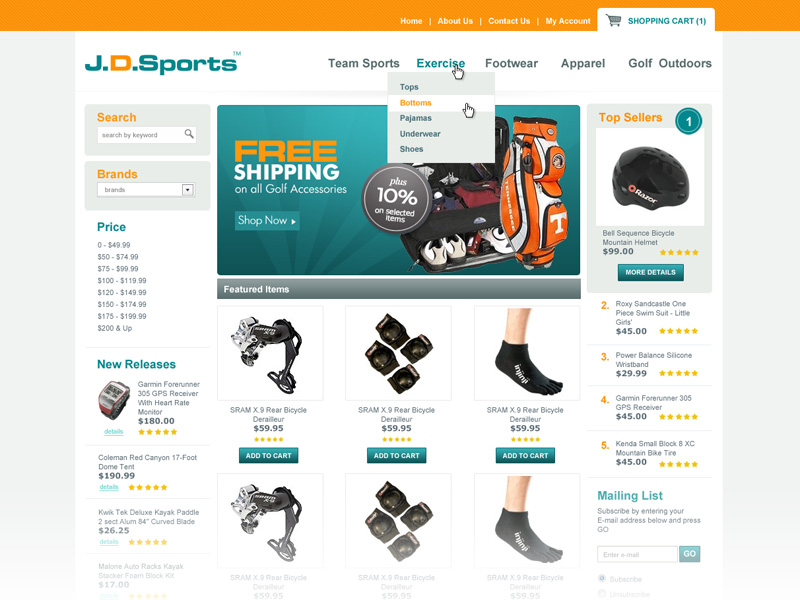 Home | About Us | Contact Us | My Account
SHOPPING CART (1)
J.D.Sports™
Team Sports Exercise Footwear Apparel Golf Outdoors
Tops
Bottoms
Pajamas
Underwear
Shoes
Search
search by keyword
Brands
brands
Price
0 - $49.99
$50 - $74.99
$75 - $99.99
$100 - $119.99
$120 - $149.99
$150 - $174.99
$175 - $199.99
$200 & Up
New Releases
Garmin Forerunner
305 GPS Receiver
With Heart Rate
Monitor
$180.00
details
Coleman Red Canyon 17-Foot
Dome Tent
$190.99
details
Kwik Tek Deluxe Kayak Paddle
2 sect Alum 84" Curved Blade
$26.25
details
Malone Auto Racks Kayak
Stacker Foam Block Kit
$17.00
details
FREE
SHIPPING
on all Golf Accessories
Shop Now
plus
10%
on selected
items
T
Featured Items
SRAM X.9
SRAM X.9 Rear Bicycle
Derailleur
$59.95
ADD TO CART
SRAM X.9 Rear Bicycle
Derailleur
$59.95
ADD TO CART
injinji
SRAM X.9 Rear Bicycle
Derailleur
$59.95
ADD TO CART
SRAM X.9
SRAM X.9 Rear Bicycle
Derailleur
$59.95
SRAM X.9 Rear Bicycle
Derailleur
$59.95
injinji
SRAM X.9 Rear Bicycle
Derailleur
$59.95
Top Sellers
1
Razor
Bell Sequence Bicycle
Mountain Helmet
$99.00
MORE DETAILS
2. Roxy Sandcastle One
Piece Swim Suit - Little
Girls'
$45.00
3. Power Balance Silicone
Wristband
$29.99
4. Garmin Forerunner 305
GPS Receiver
$45.00
5. Kenda Small Block 8 XC
Mountain Bike Tire
$45.00
Mailing List
Subscribe by entering your
E-mail address below and press
GO
Enter e-mail
GO
Subscribe
Unsubscribe